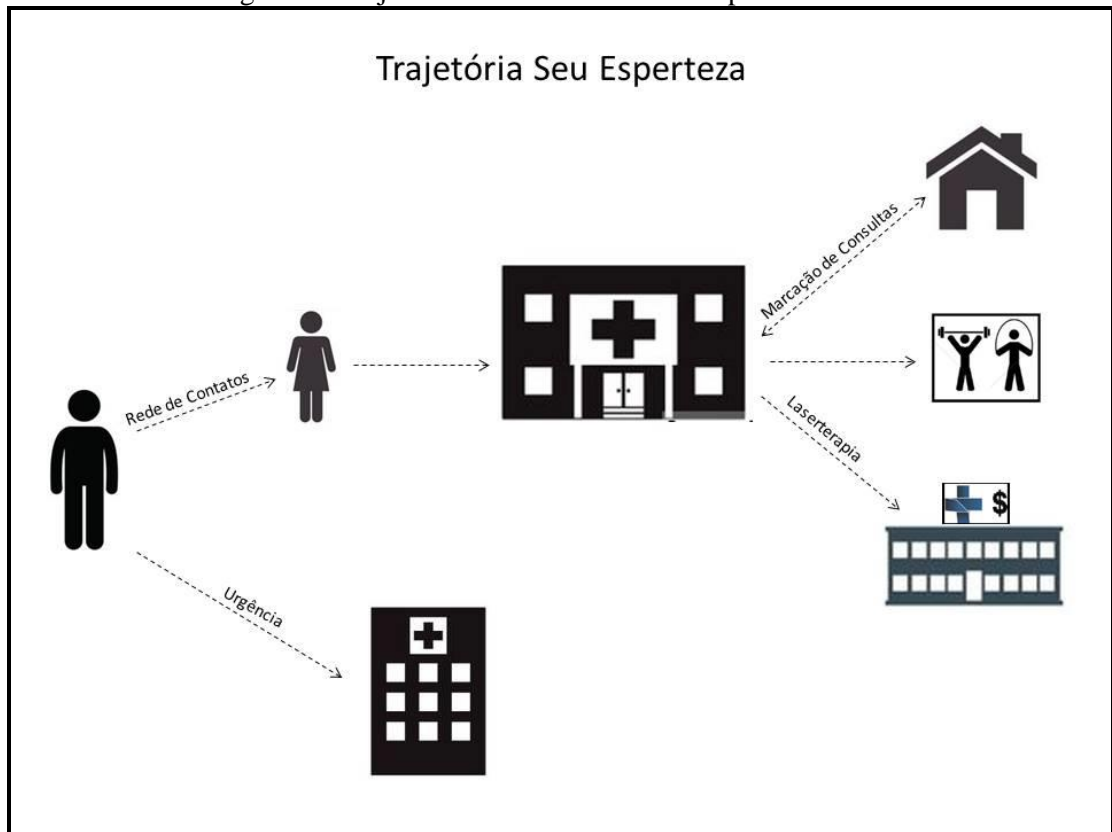 Trajetória Seu Esperteza
Marcação de Consultas
Rede de Contatos
Laserterapia
$
Urgência